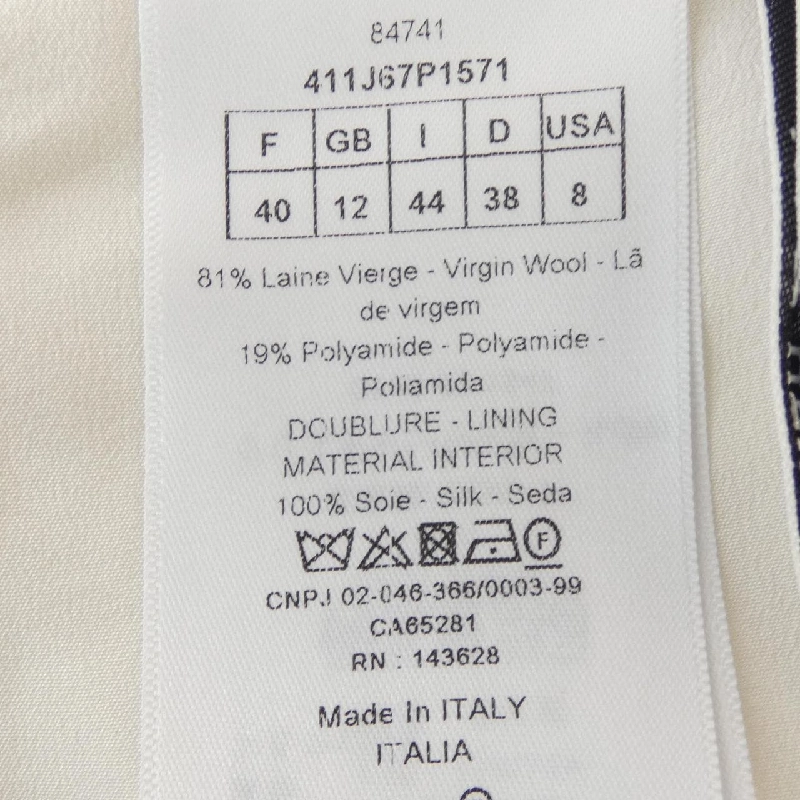 84741
411J67P1571
F GB I D USA
40 12 44 38 8
81% Laine Vierge - Virgin Wool - Lã
de virgem
19% Polyamide - Polyamide -
Poliamida
DOUBLURE - LINING
MATERIAL INTERIOR
100% Soie - Silk - Seda
F
CNPJ 02-046-366/0003-99
CA65281
RN : 143628
Made In ITALY
ITALIA